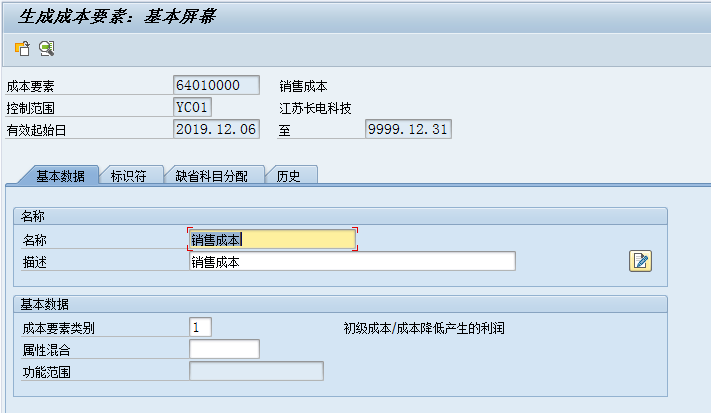 生成成本要素：基本屏幕
成本要素 64010000 销售成本
控制范围 YC01 江苏长电科技
有效起始日 2019.12.06 至 9999.12.31
基本数据 标识符 缺省科目分配 历史
名称
名称 销售成本
描述 销售成本
基本数据
成本要素类别 1 初级成本/成本降低产生的利润
属性混合
功能范围